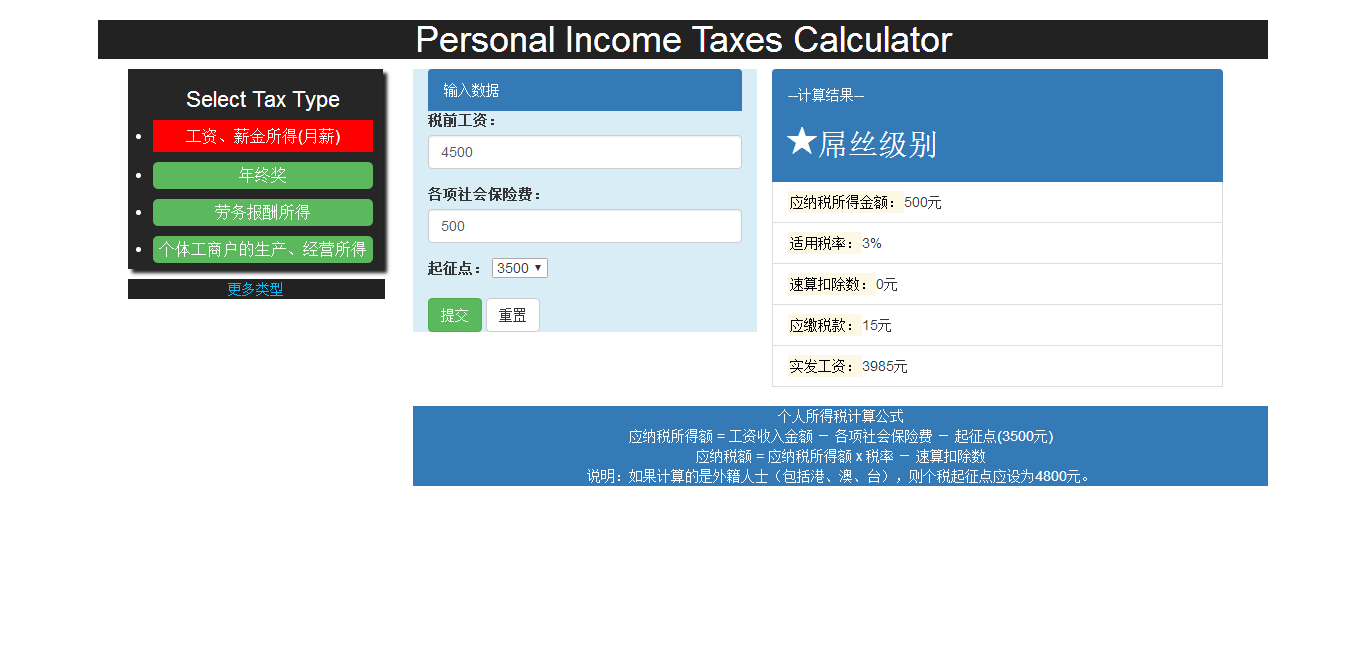 Personal Income Taxes Calculator
Select Tax Type
工资、薪金所得(月薪)
年终奖
劳务报酬所得
个体工商户的生产、经营所得
更多类型
输入数据
税前工资：
4500
各项社会保险费：
500
起征点： 3500
提交 重置
--计算结果--
★屌丝级别
应纳税所得金额：500元
适用税率：3%
速算扣除数：0元
应缴税款：15元
实发工资：3985元
个人所得税计算公式
应纳税所得额 = 工资收入金额 － 各项社会保险费 － 起征点(3500元)
应纳税额 = 应纳税所得额 x 税率 － 速算扣除数
说明：如果计算的是外籍人士（包括港、澳、台），则个税起征点应设为4800元。